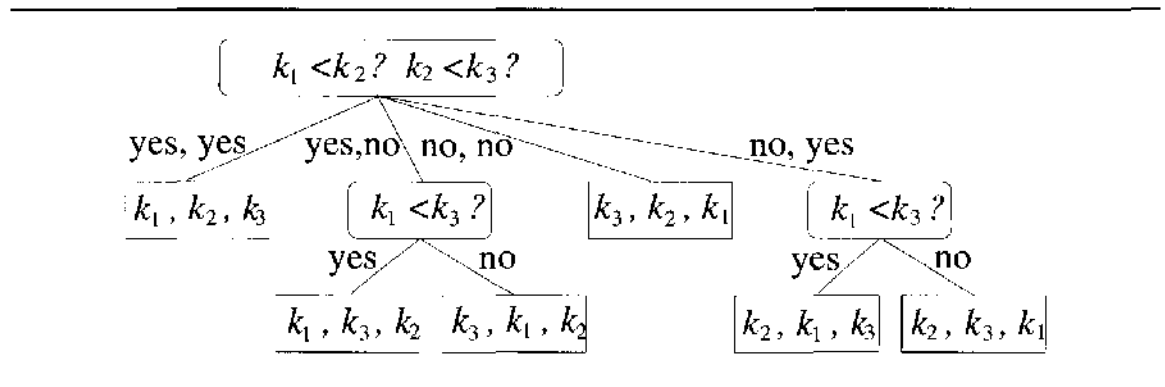 k₁ <k₂? k₂ <k₃?
yes, yes yes,no no, no no, yes
k₁, k₂, k₃ k₁ <k₃? k₃, k₂, k₁ k₁ <k₃?
yes no yes no
k₁, k₃, k₂ k₃, k₁, k₂ k₂, k₁, k₃ k₂, k₃, k₁